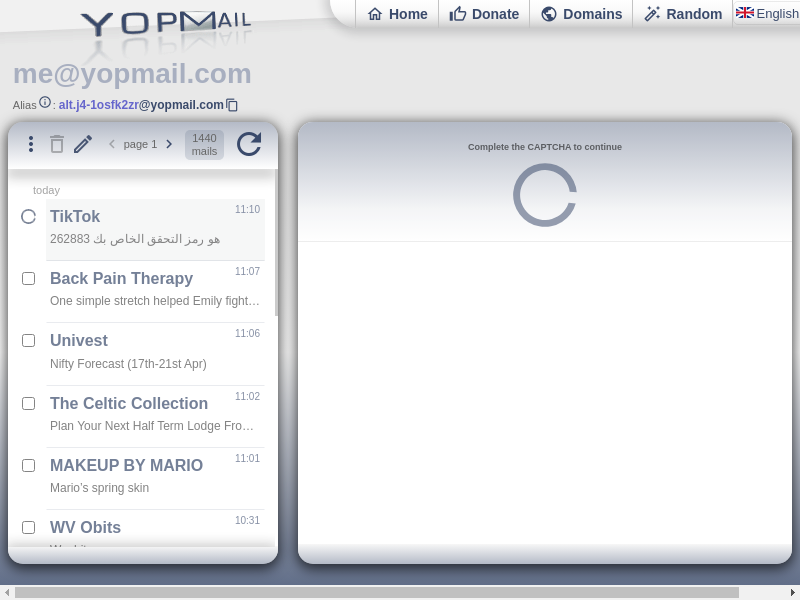 YOPMAIL
Home
Donate
Domains
Random
English
me@yopmail.com
Alias : alt.j4-1osfk2zr@yopmail.com
page 1
1440
mails
today
TikTok 11:10
262883 هو رمز التحقق الخاص بك
Back Pain Therapy 11:07
One simple stretch helped Emily fight…
Univest 11:06
Nifty Forecast (17th-21st Apr)
The Celtic Collection 11:02
Plan Your Next Half Term Lodge Fro…
MAKEUP BY MARIO 11:01
Mario's spring skin
WV Obits 10:31
Complete the CAPTCHA to continue